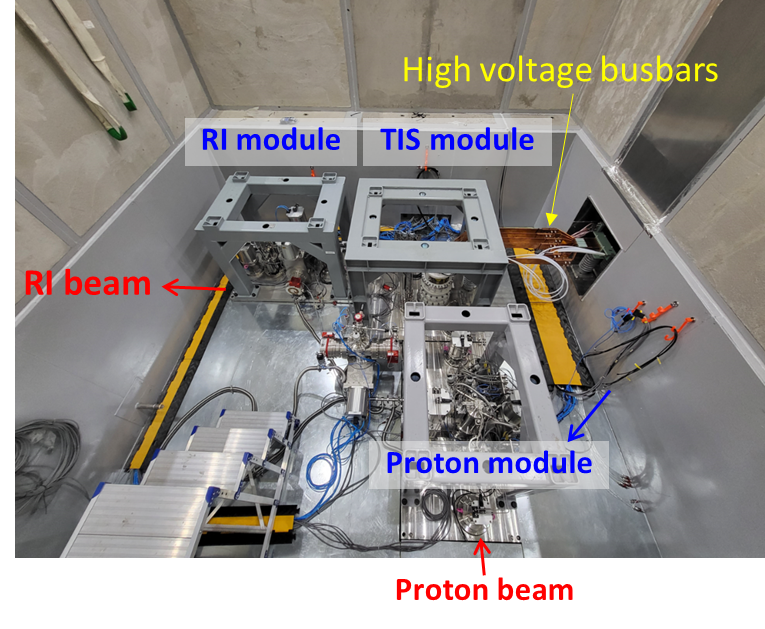 High voltage busbars
RI module
TIS module
RI beam
Proton module
Proton beam